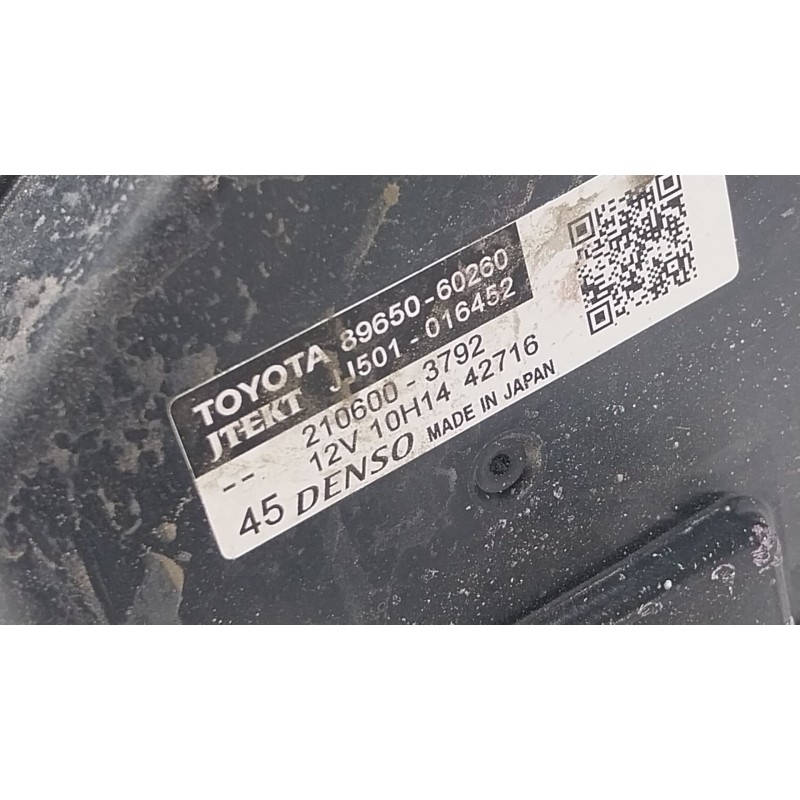 TOYOTA 89650-60260
JTEKT JJ501-016452
210600-3792
-- 12V 10H14 42716
45 DENSO MADE IN JAPAN